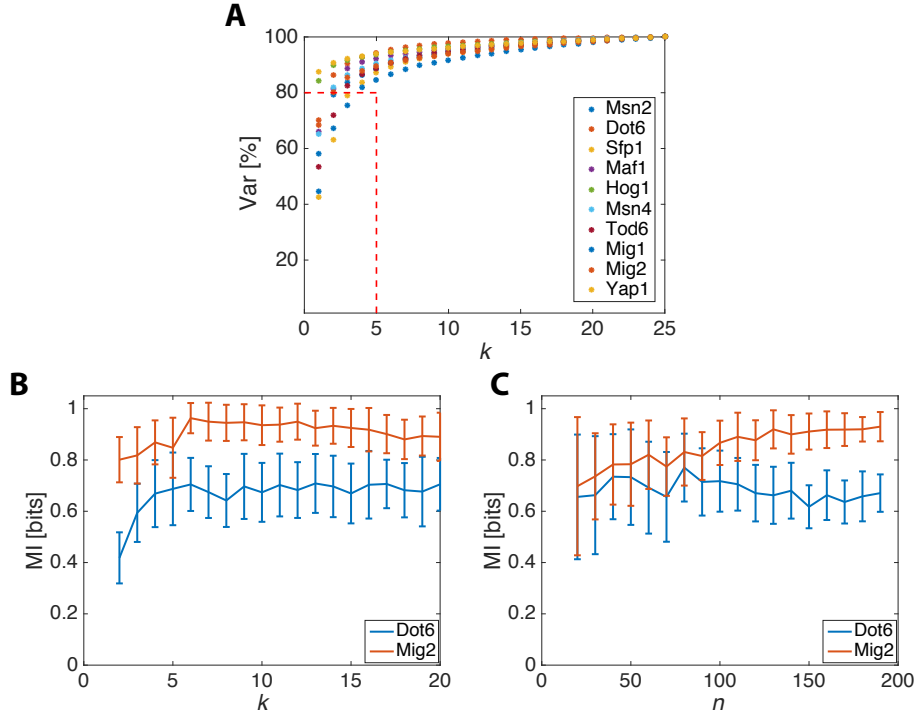 A
Var [%]
100
80
60
40
20
0
5
10
15
20
25
k
Msn2
Dot6
Sfp1
Maf1
Hog1
Msn4
Tod6
Mig1
Mig2
Yap1
B
MI [bits]
1
0.8
0.6
0.4
0.2
0
0
5
10
15
20
k
Dot6
Mig2
C
MI [bits]
1
0.8
0.6
0.4
0.2
0
0
50
100
150
200
n
Dot6
Mig2